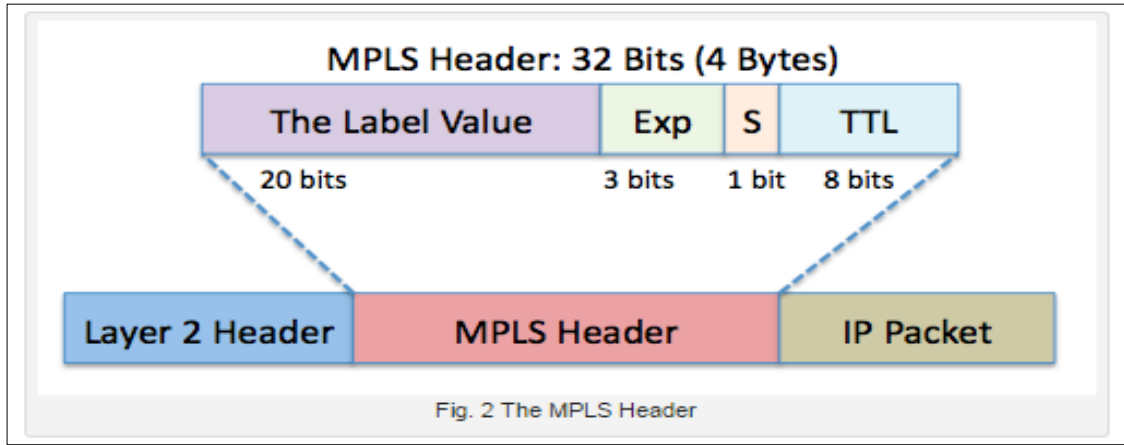 MPLS Header: 32 Bits (4 Bytes)
The Label Value Exp S TTL
20 bits 3 bits 1 bit 8 bits
Layer 2 Header MPLS Header IP Packet
Fig. 2 The MPLS Header